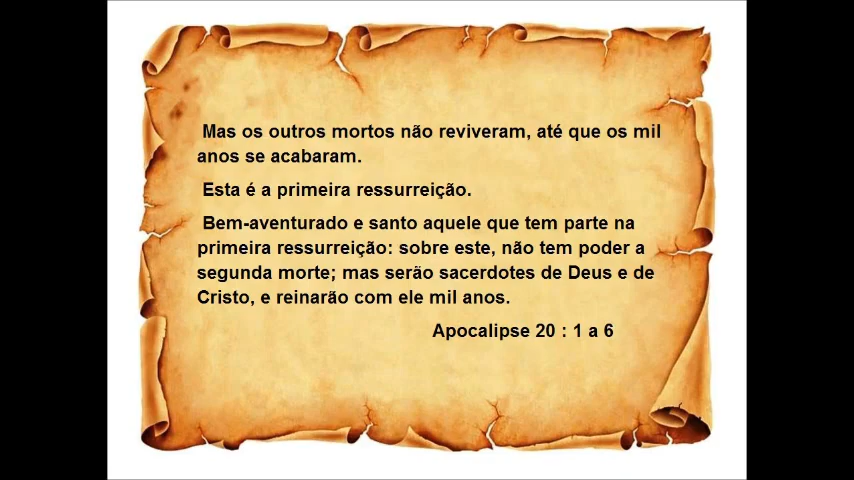 Mas os outros mortos não reviveram, até que os mil
anos se acabaram.
Esta é a primeira ressurreição.
Bem-aventurado e santo aquele que tem parte na
primeira ressurreição: sobre este, não tem poder a
segunda morte; mas serão sacerdotes de Deus e de
Cristo, e reinarão com ele mil anos.
Apocalipse 20 : 1 a 6